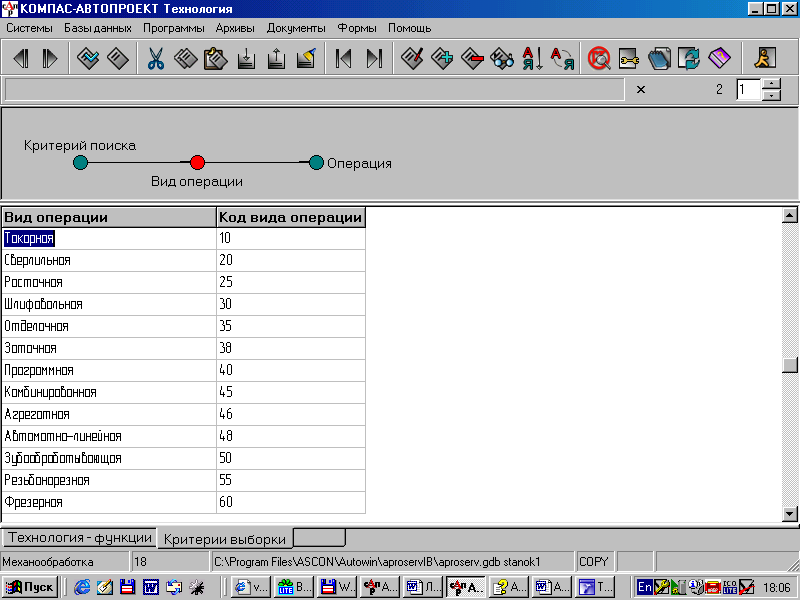 КОМПАС-АВТОПРОЕКТ Технология
Системы Базы данных Программы Архивы Документы Формы Помощь
× 2 1
Критерий поиска
Операция
Вид операции
Вид операции Код вида операции
Токарная 10
Сверлильная 20
Расточная 25
Шлифовальная 30
Отделочная 35
Заточная 38
Программная 40
Комбинированная 45
Агрегатная 46
Автоматно-линейная 48
Зубообрабатывающая 50
Резьбонарезная 55
Фрезерная 60
Технология - функции Критерии выборки
Механообработка 18 C:\Program Files\ASCON\Autowin\aproservIB\aproserv.gdb stanok1 COPY
Пуск v... В... W... А... Л... А.. А... А... Т... En 18:06